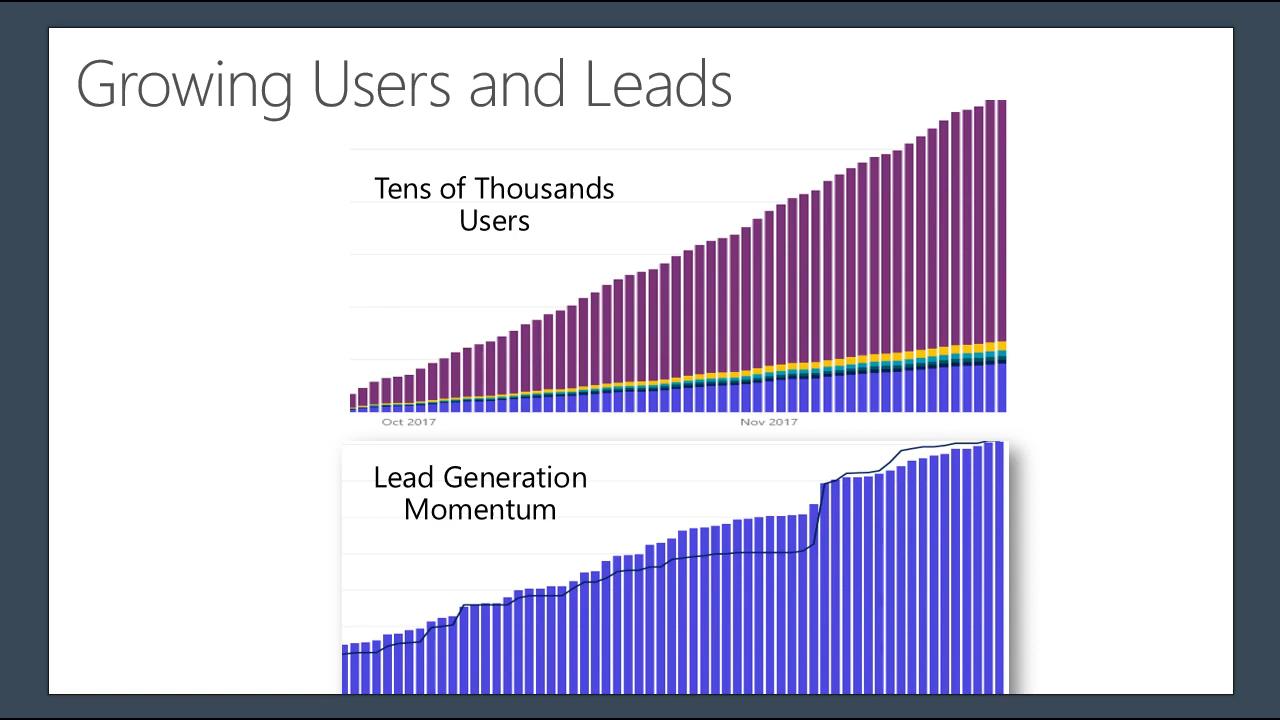 Growing Users and Leads
Tens of Thousands
Users
Oct 2017
Nov 2017
Lead Generation
Momentum